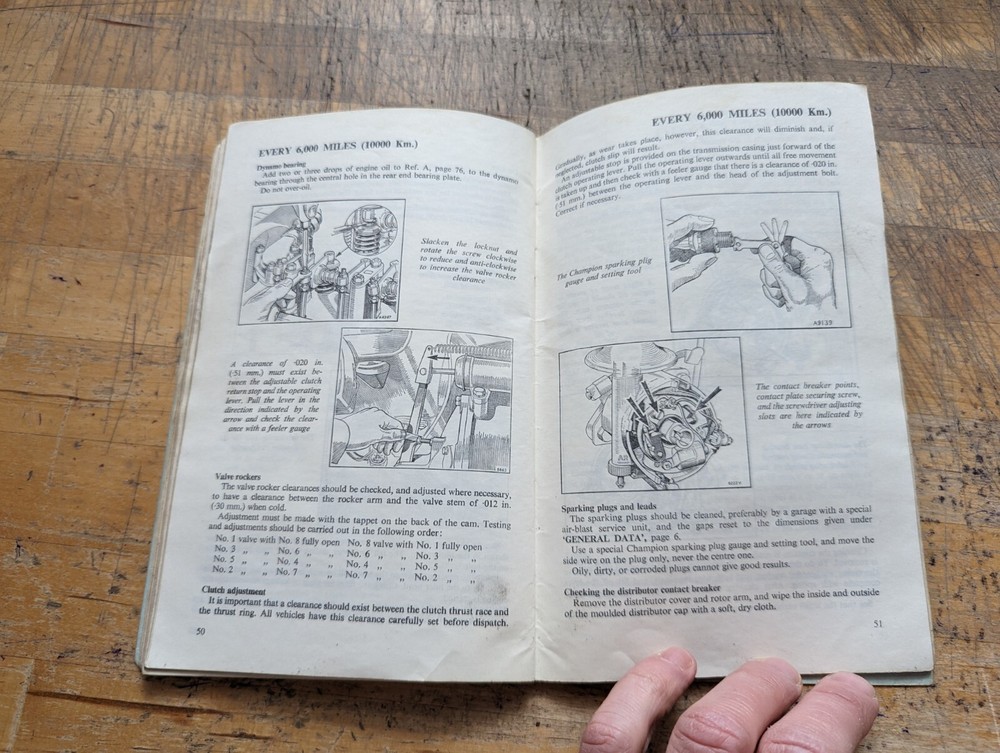 EVERY 6,000 MILES (10000 Km.)
Dynamo bearing
Add two or three drops of engine oil to Ref. A, page 76, to the dynamo
bearing through the central hole in the rear end bearing plate.
Do not over-oil.
Slacken the locknut and
rotate the screw clockwise
to reduce and anti-clockwise
to increase the valve rocker
clearance
A clearance of ·020 in.
(·51 mm.) must exist be-
tween the adjustable clutch
return stop and the operating
lever. Pull the lever in the
direction indicated by the
arrow and check the clear-
ance with a feeler gauge
Valve rockers
The valve rocker clearances should be checked, and adjusted where necessary,
to have a clearance between the rocker arm and the valve stem of ·012 in.
(·30 mm.) when cold.
Adjustment must be made with the tappet on the back of the cam. Testing
and adjustments should be carried out in the following order:
No. 1 valve with No. 8 fully open No. 8 valve with No. 1 fully open
No. 3 „ „ No. 6 „ „ No. 6 „ „ No. 3 „ „
No. 5 „ „ No. 4 „ „ No. 4 „ „ No. 5 „ „
No. 2 „ „ No. 7 „ „ No. 7 „ „ No. 2 „ „
Clutch adjustment
It is important that a clearance should exist between the clutch thrust race and
the thrust ring. All vehicles have this clearance carefully set before dispatch.
50
EVERY 6,000 MILES (10000 Km.)
Gradually, as wear takes place, however, this clearance will diminish and, if
neglected, clutch slip will result.
An adjustable stop is provided on the transmission casing just forward of the
clutch operating lever. Pull the operating lever outwards until all free movement
is taken up and then check with a feeler gauge that there is a clearance of ·020 in.
(·51 mm.) between the operating lever and the head of the adjustment bolt.
Correct if necessary.
The Champion sparking plig
gauge and setting tool
A9123
The contact breaker points,
contact plate securing screw,
and the screwdriver adjusting
slots are here indicated by
the arrows
Sparking plugs and leads
The sparking plugs should be cleaned, preferably by a garage with a special
air-blast service unit, and the gaps reset to the dimensions given under
'GENERAL DATA', page 6.
Use a special Champion sparking plug gauge and setting tool, and move the
side wire on the plug only, never the centre one.
Oily, dirty, or corroded plugs cannot give good results.
Checking the distributor contact breaker
Remove the distributor cover and rotor arm, and wipe the inside and outside
of the moulded distributor cap with a soft, dry cloth.
51